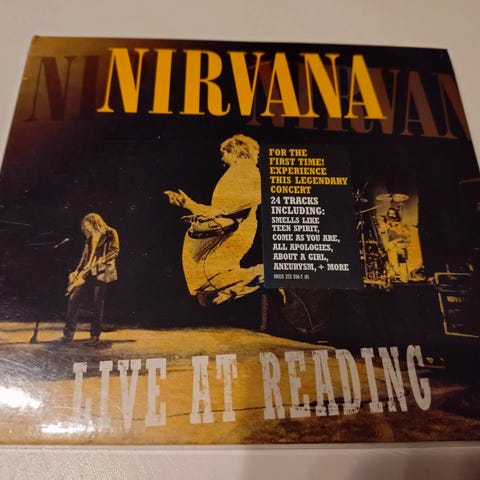 NIRVANA
FOR THE
FIRST TIME!
EXPERIENCE
THIS LEGENDARY
CONCERT
24 TRACKS
INCLUDING:
SMELLS LIKE
TEEN SPIRIT,
COME AS YOU ARE,
ALL APOLOGIES,
ABOUT A GIRL,
ANEURYSM, + MORE
LIVE AT READING